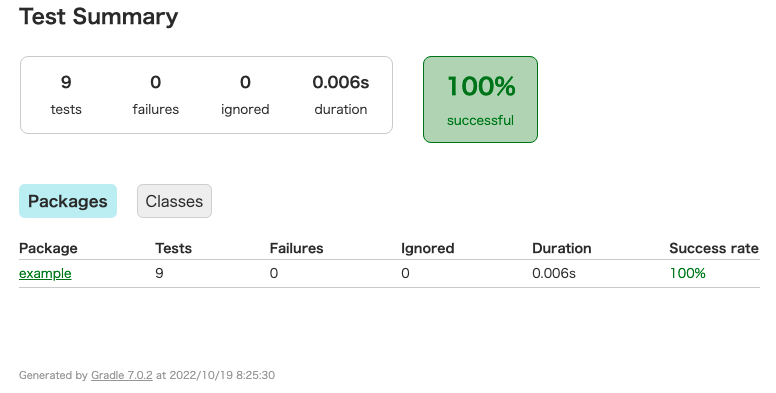 Test Summary
9 0 0 0.006s
tests failures ignored duration
100%
successful
Packages Classes
Package Tests Failures Ignored Duration Success rate
example 9 0 0 0.006s 100%
Generated by Gradle 7.0.2 at 2022/10/19 8:25:30